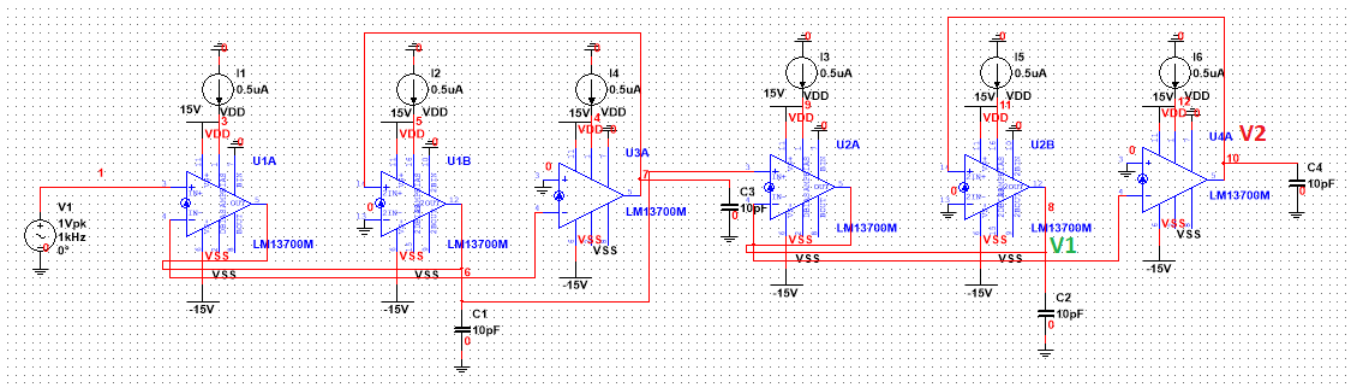 I1
0.5uA
15V
VDD
3
VDD
0
U1A
LM13700M
VSS
VSS
-15V
1
V1
1Vpk
1kHz
0°
0
I2
0.5uA
15V
VDD
5
VDD
0
U1B
LM13700M
VSS
VSS
-15V
6
C1
10pF
0
I4
0.5uA
VDD
4
VDD
0
U3A
LM13700M
VSS
VSS
-15V
7
C3
10pF
0
I3
0.5uA
15V
VDD
9
VDD
0
U2A
LM13700M
VSS
VSS
-15V
I5
0.5uA
15V
VDD
11
VDD
0
U2B
LM13700M
VSS
VSS
-15V
8
V1
C2
10pF
0
I6
0.5uA
15V
VDD
12
VDD
0
U4A
V2
10
LM13700M
VSS
VSS
-15V
C4
10pF
0